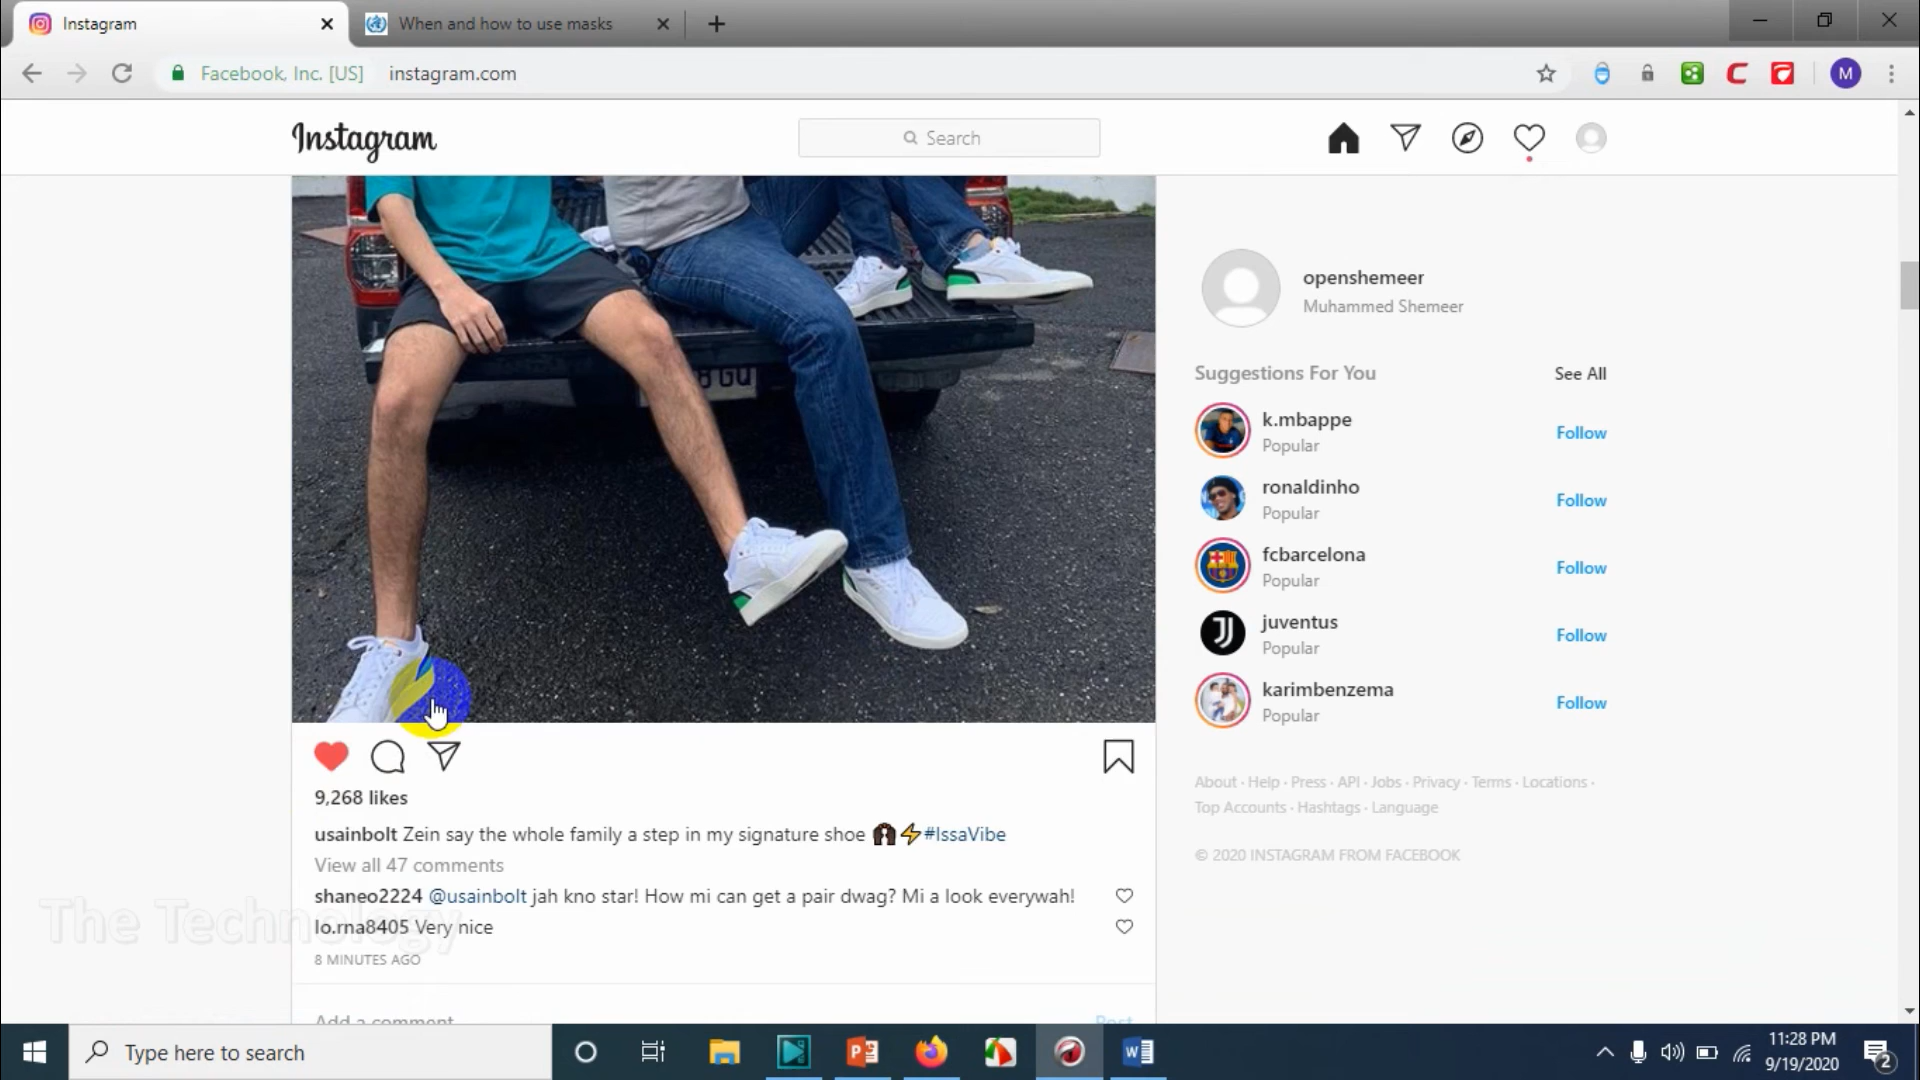 Instagram
When and how to use masks
Facebook, Inc. [US]
instagram.com
M
Instagram
Search
openshemeer
Muhammed Shemeer
Suggestions For You
See All
k.mbappe
Popular
Follow
ronaldinho
Popular
Follow
fcbarcelona
Popular
Follow
juventus
Popular
Follow
karimbenzema
Popular
Follow
About · Help · Press · API · Jobs · Privacy · Terms · Locations ·
Top Accounts · Hashtags · Language
© 2020 INSTAGRAM FROM FACEBOOK
9,268 likes
usainbolt Zein say the whole family a step in my signature shoe #IssaVibe
View all 47 comments
shaneo2224 @usainbolt jah kno star! How mi can get a pair dwag? Mi a look everywah!
lo.rna8405 Very nice
8 MINUTES AGO
Add a comment
Post
The Technology
Type here to search
11:28 PM
9/19/2020
2